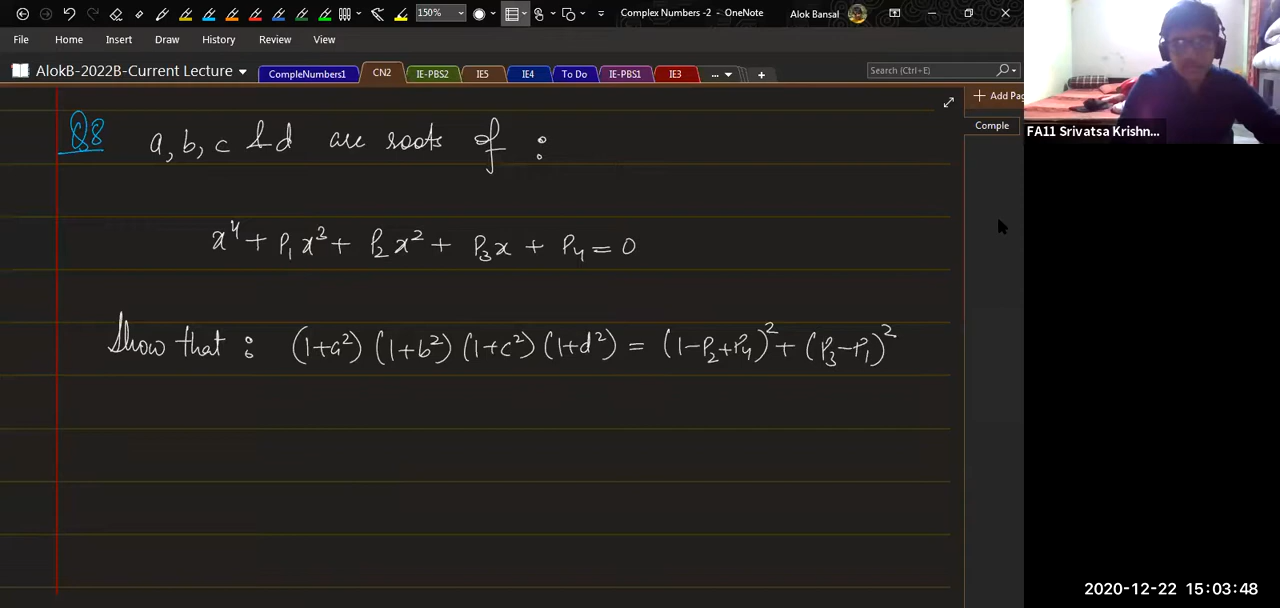 150%
Complex Numbers -2 - OneNote
Alok Bansal
File Home Insert Draw History Review View
AlokB-2022B-Current Lecture
CompleNumbers1 CN2 IE-PBS2 IE5 IE4 To Do IE-PBS1 IE3 ... +
Search (Ctrl+E)
+ Add Pag
Comple
FA11 Srivatsa Krishn...
Q8 a, b, c & d are roots of :
x⁴ + P₁x³ + P₂x² + P₃x + P₄ = 0
Show that : (1+a²) (1+b²) (1+c²) (1+d²) = (1-P₂+P₄)² + (P₃-P₁)²
2020-12-22 15:03:48